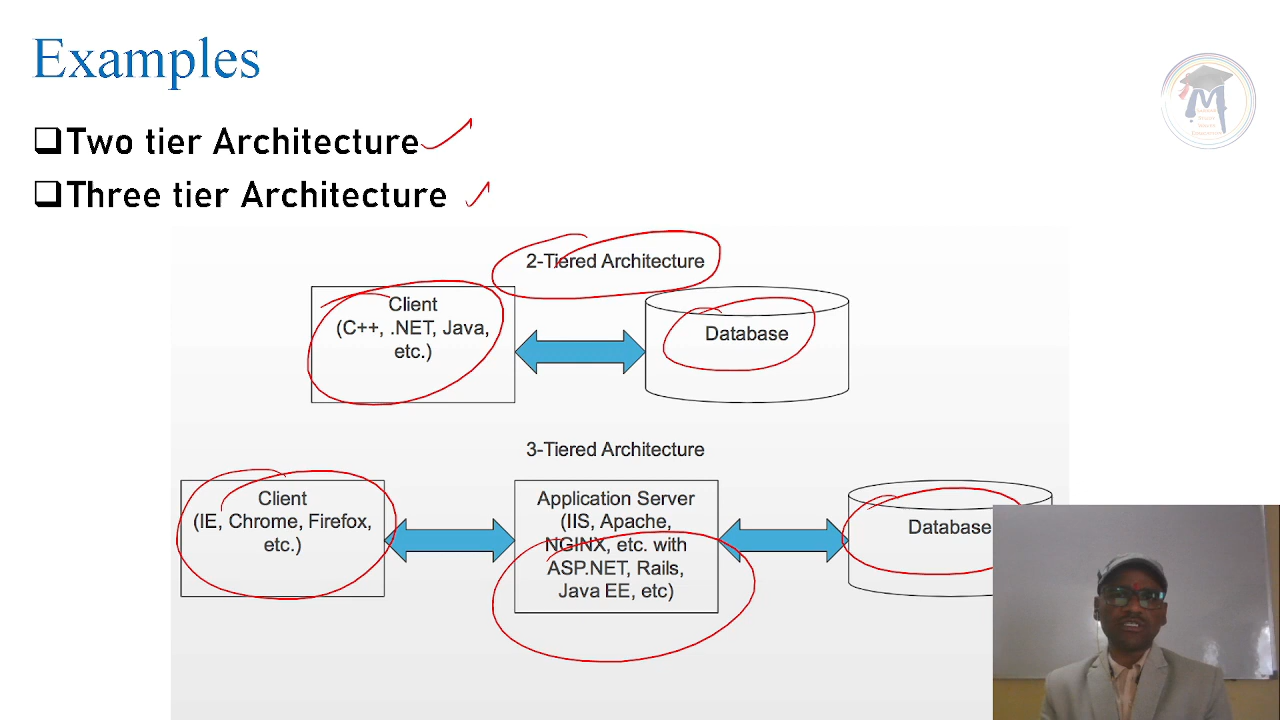 Examples
Two tier Architecture
Three tier Architecture
2-Tiered Architecture
Client
(C++, .NET, Java,
etc.)
Database
3-Tiered Architecture
Client
(IE, Chrome, Firefox,
etc.)
Application Server
(IIS, Apache,
NGINX, etc. with
ASP.NET, Rails,
Java EE, etc)
Database